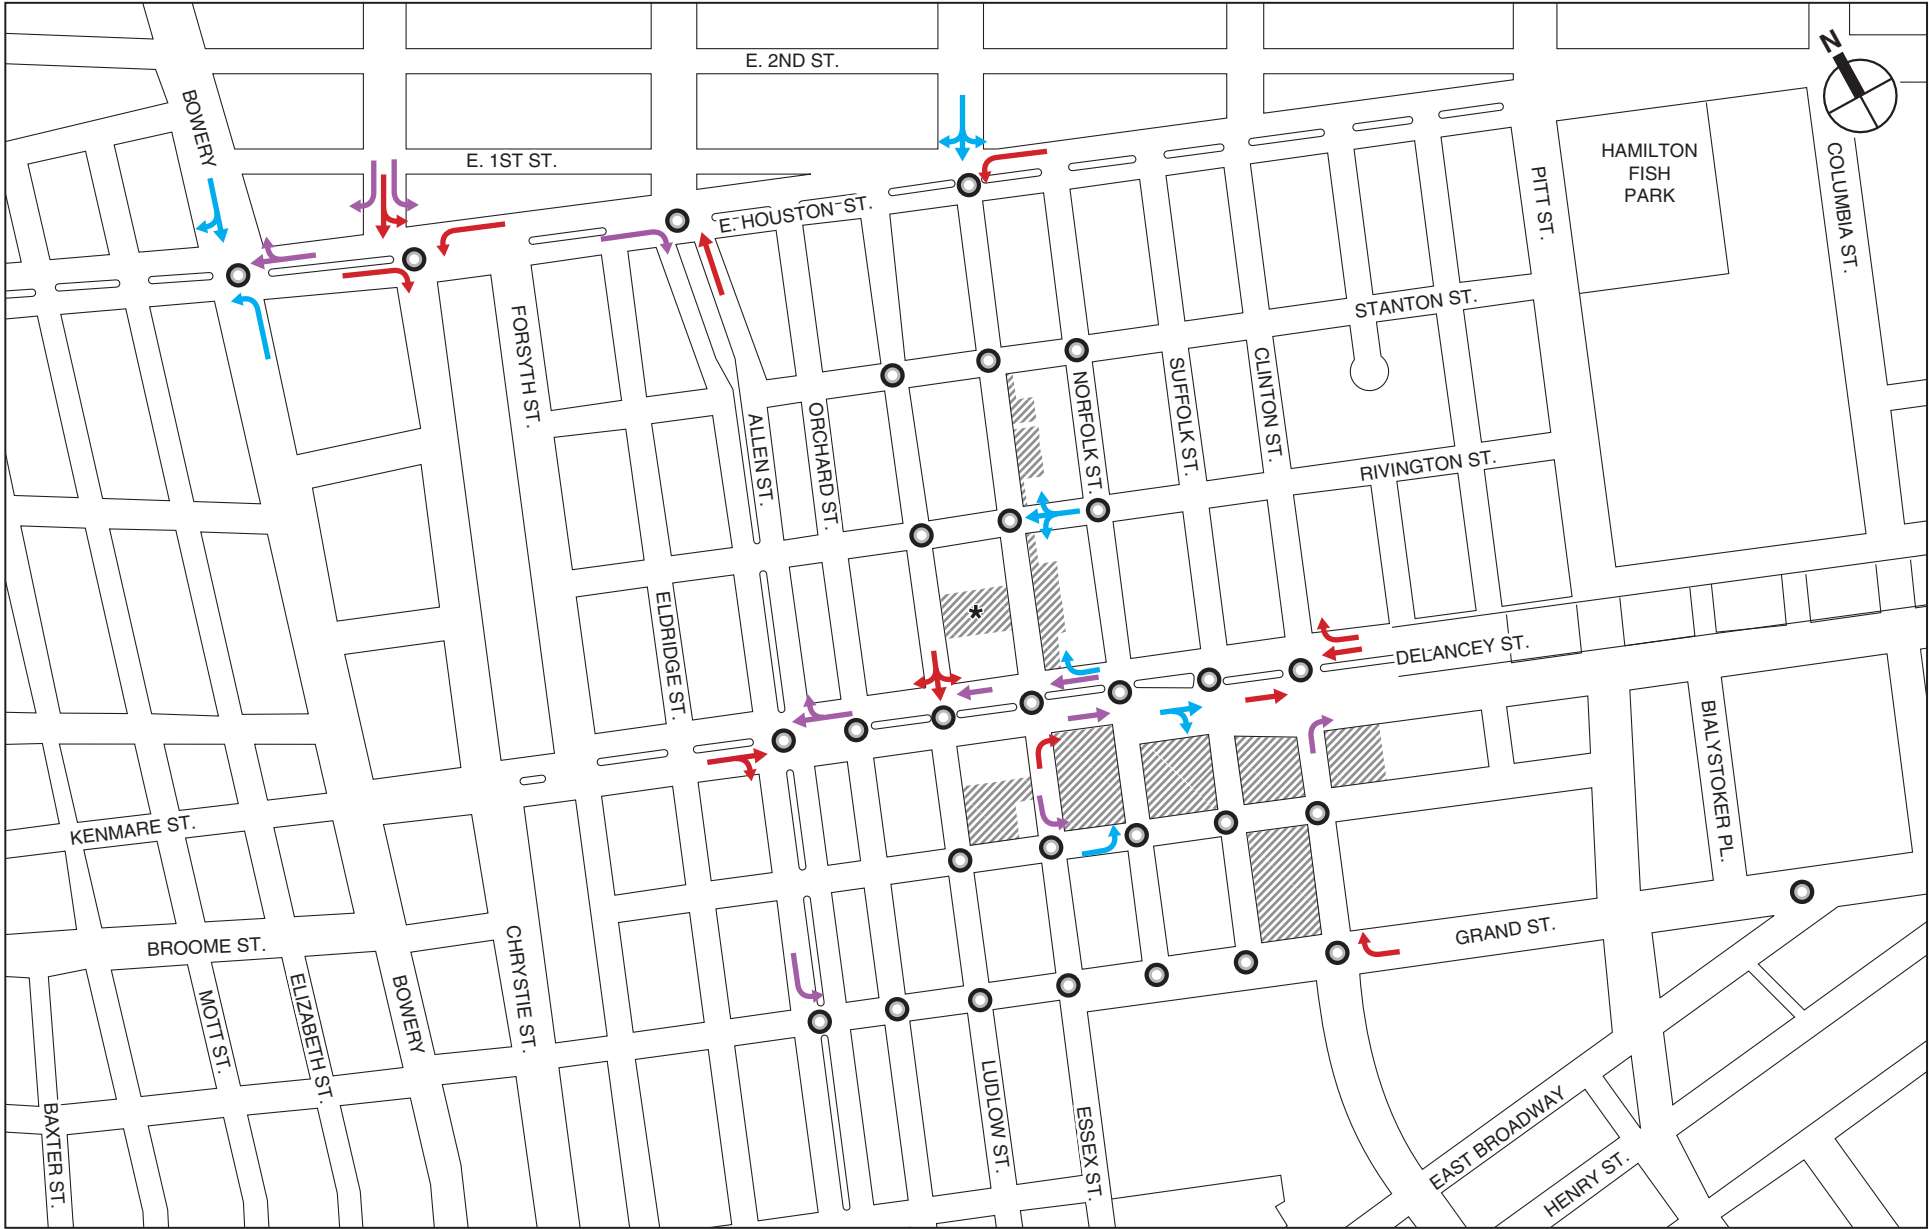 E. 2ND ST.
N
BOWERY
E. 1ST ST.
HAMILTON
FISH
PARK
COLUMBIA ST.
PITT ST.
E. HOUSTON ST.
STANTON ST.
FORSYTH ST.
NORFOLK ST.
SUFFOLK ST.
CLINTON ST.
ALLEN ST.
ORCHARD ST.
RIVINGTON ST.
ELDRIDGE ST.
*
DELANCEY ST.
BIALYSTOKER PL.
KENMARE ST.
BROOME ST.
GRAND ST.
CHRYSTIE ST.
MOTT ST.
ELIZABETH ST.
BOWERY
LUDLOW ST.
ESSEX ST.
BAXTER ST.
EAST BROADWAY
HENRY ST.